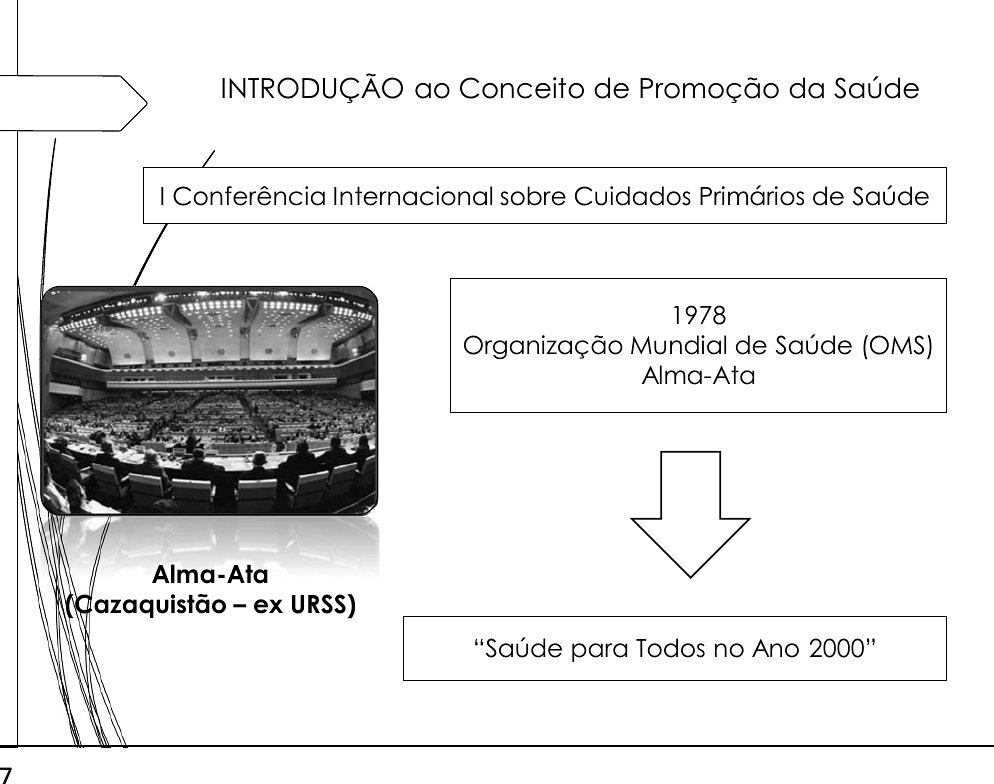 INTRODUÇÃO ao Conceito de Promoção da Saúde
I Conferência Internacional sobre Cuidados Primários de Saúde
1978
Organização Mundial de Saúde (OMS)
Alma-Ata
Alma-Ata
(Cazaquistão – ex URSS)
“Saúde para Todos no Ano 2000”
7